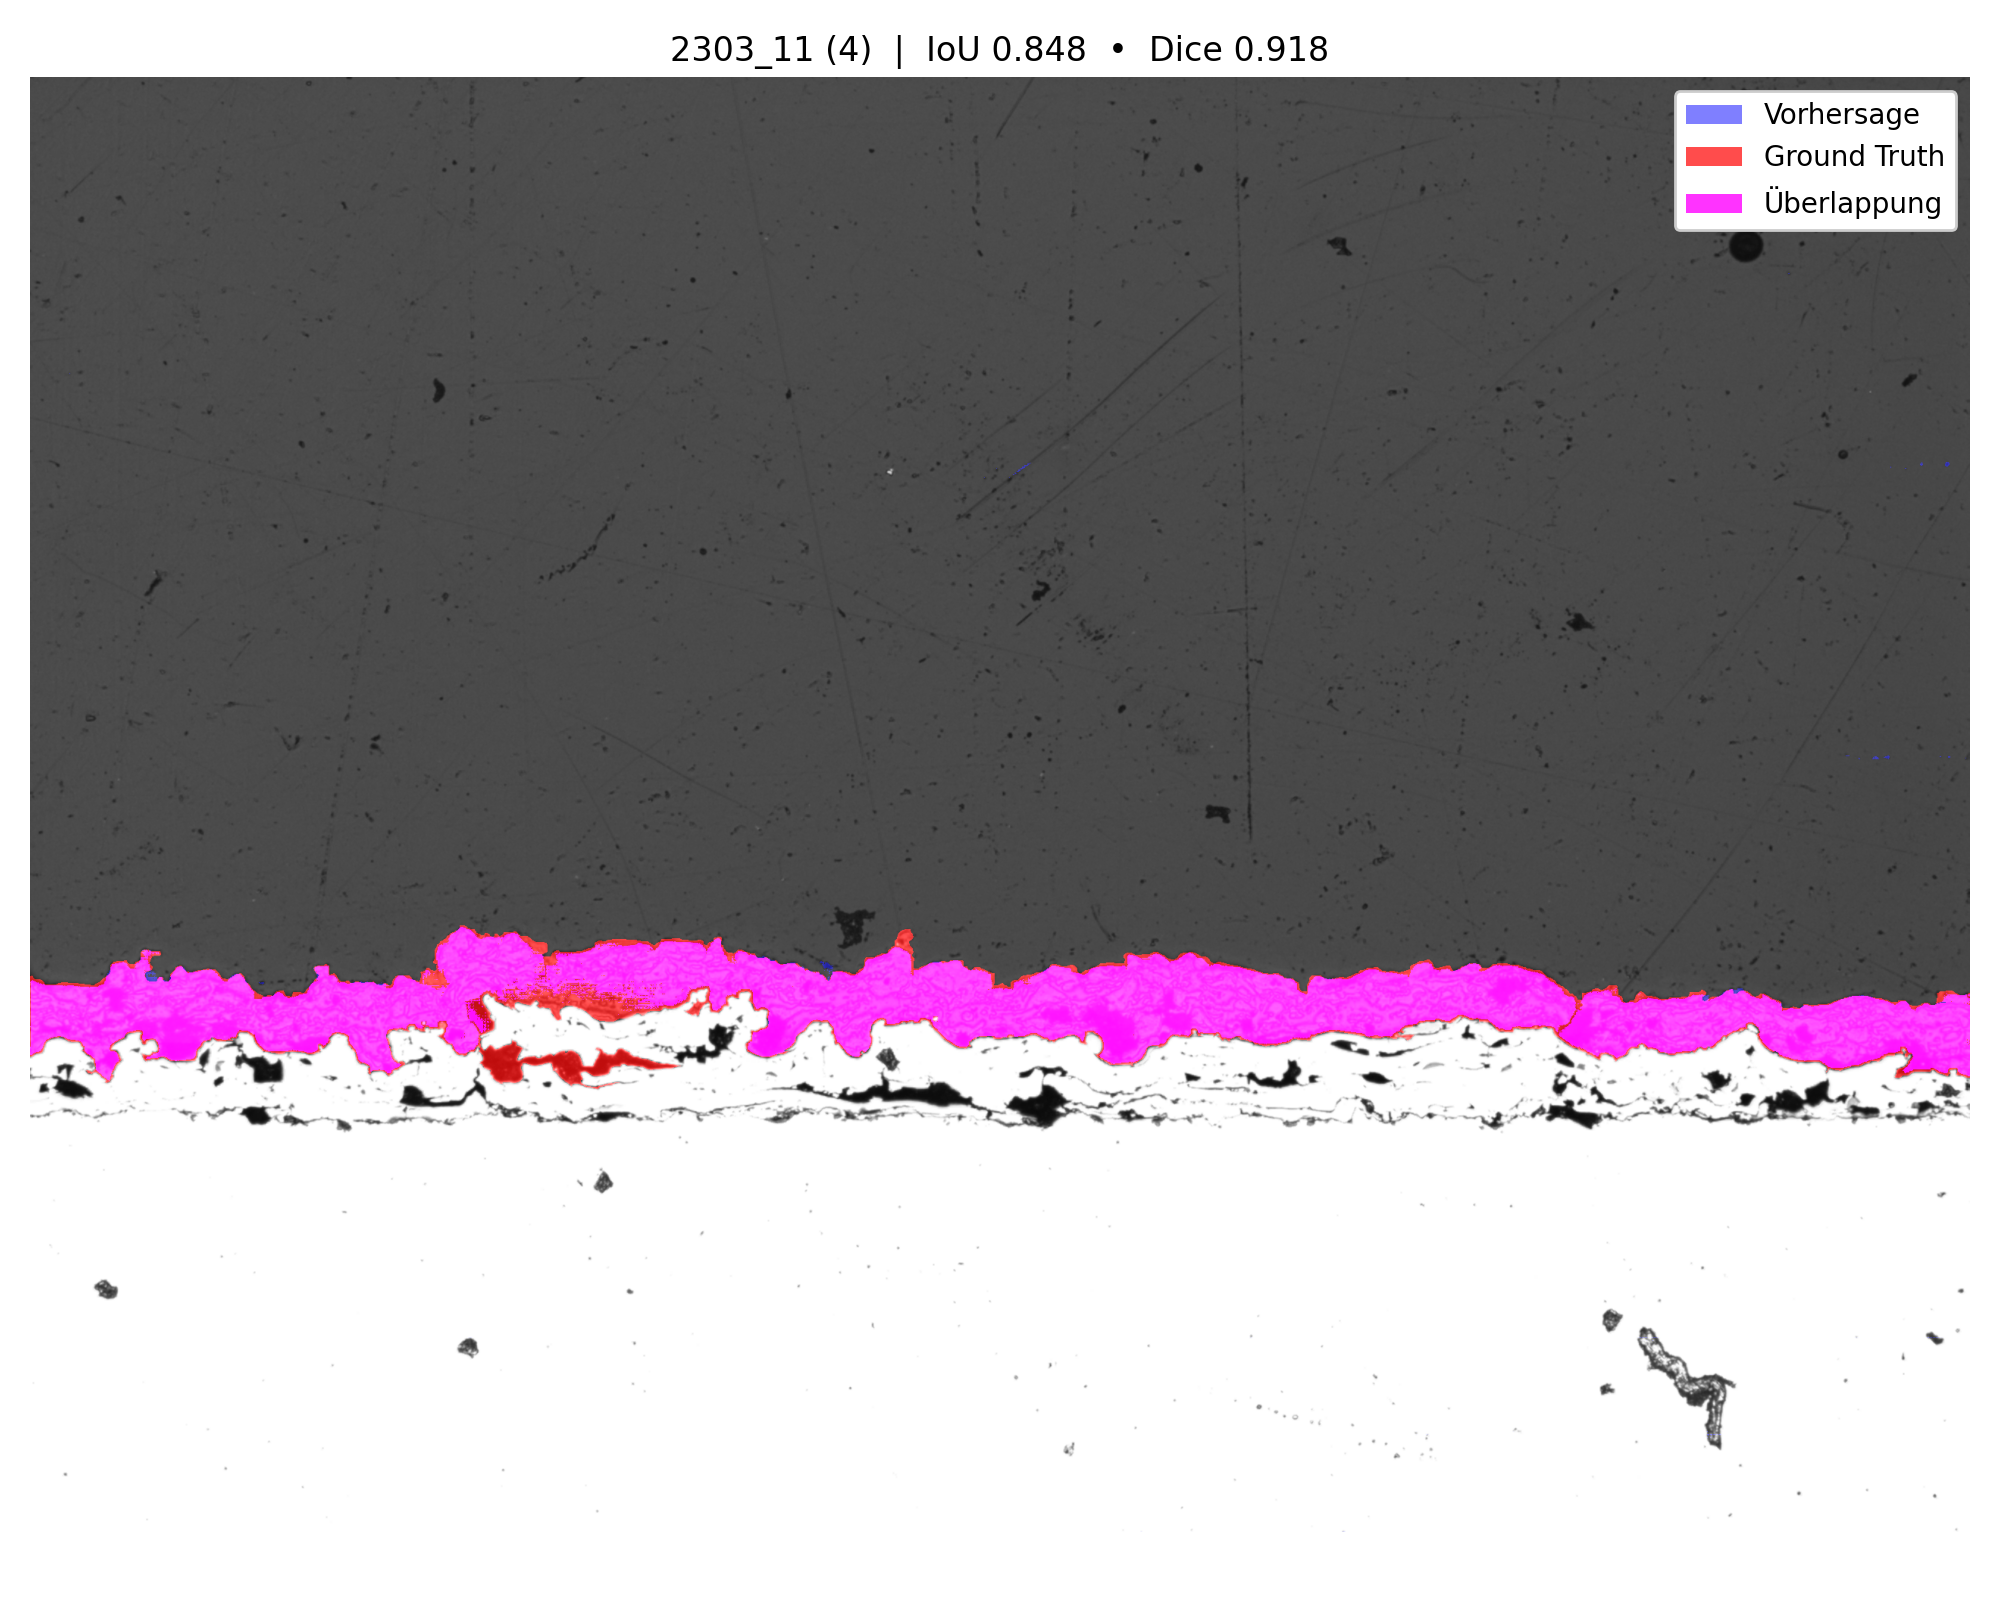 2303_11 (4) | IoU 0.848 • Dice 0.918
Vorhersage
Ground Truth
Überlappung